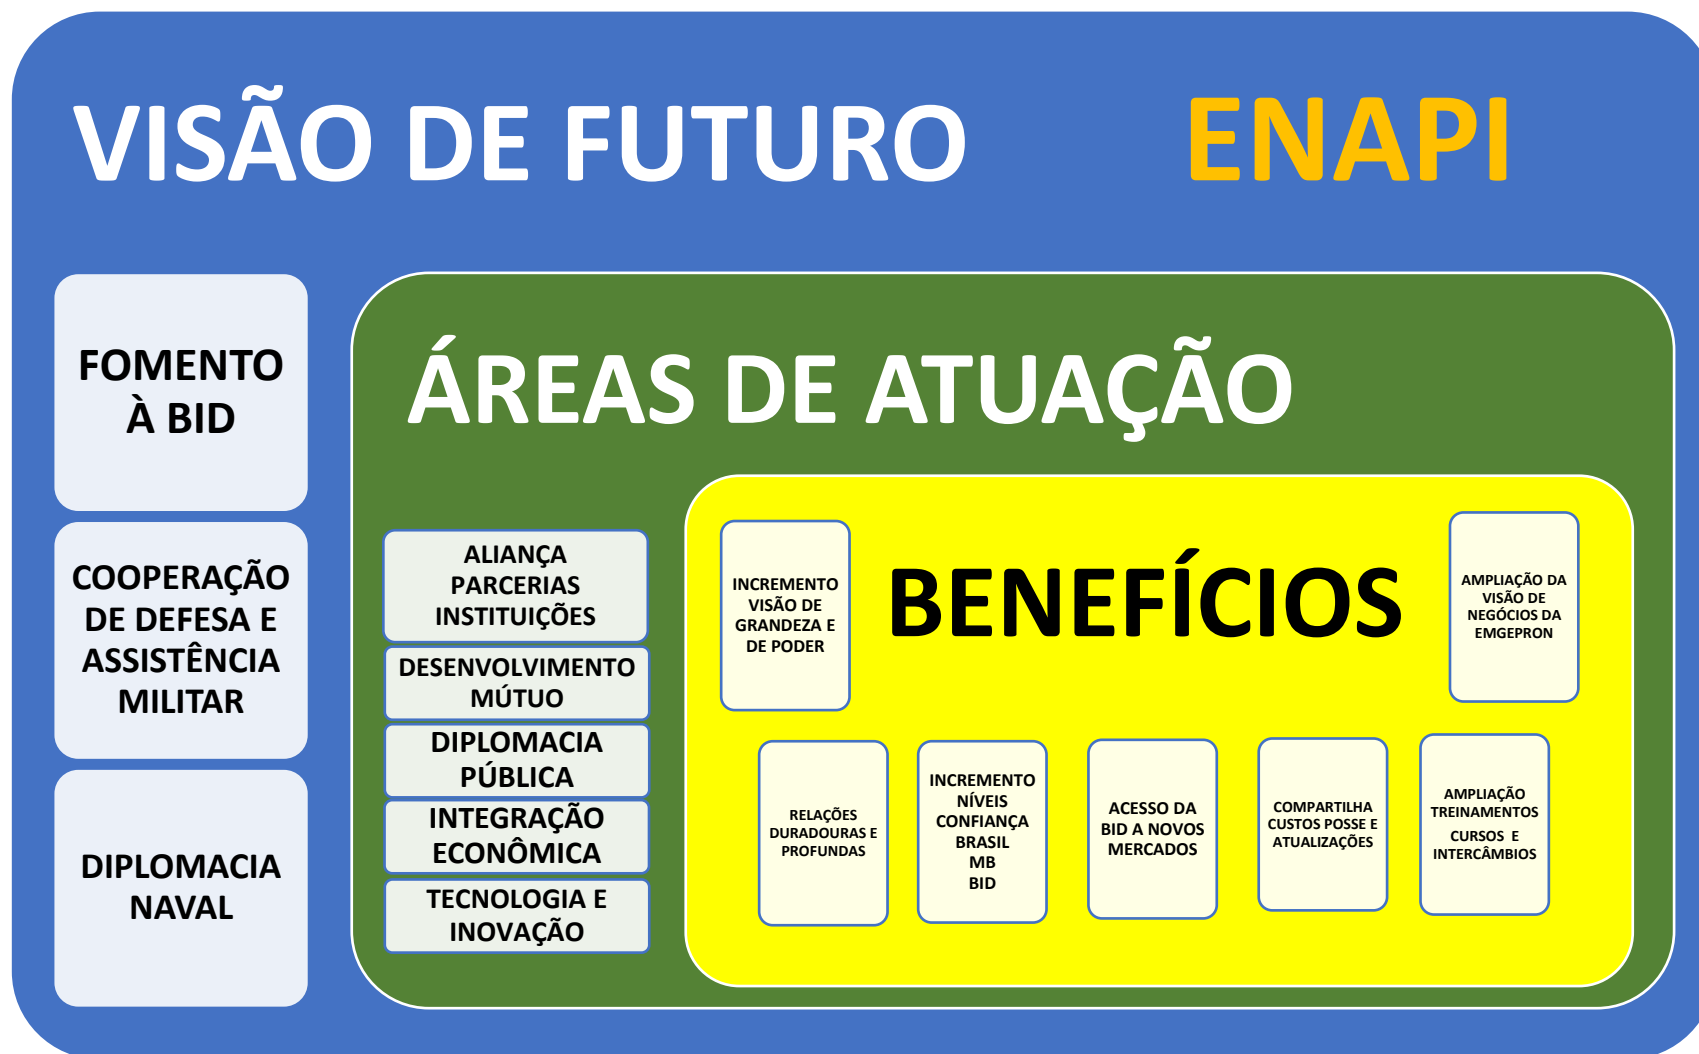 VISÃO DE FUTURO
ENAPI
FOMENTO
À BID
COOPERAÇÃO
DE DEFESA E
ASSISTÊNCIA
MILITAR
DIPLOMACIA
NAVAL
ÁREAS DE ATUAÇÃO
ALIANÇA
PARCERIAS
INSTITUIÇÕES
DESENVOLVIMENTO
MÚTUO
DIPLOMACIA
PÚBLICA
INTEGRAÇÃO
ECONÔMICA
TECNOLOGIA E
INOVAÇÃO
BENEFÍCIOS
INCREMENTO
VISÃO DE
GRANDEZA E
DE PODER
AMPLIAÇÃO DA
VISÃO DE
NEGÓCIOS DA
EMGEPRON
RELAÇÕES
DURADOURAS E
PROFUNDAS
INCREMENTO
NÍVEIS
CONFIANÇA
BRASIL
MB
BID
ACESSO DA
BID A NOVOS
MERCADOS
COMPARTILHA
CUSTOS POSSE E
ATUALIZAÇÕES
AMPLIAÇÃO
TREINAMENTOS
CURSOS E
INTERCÂMBIOS